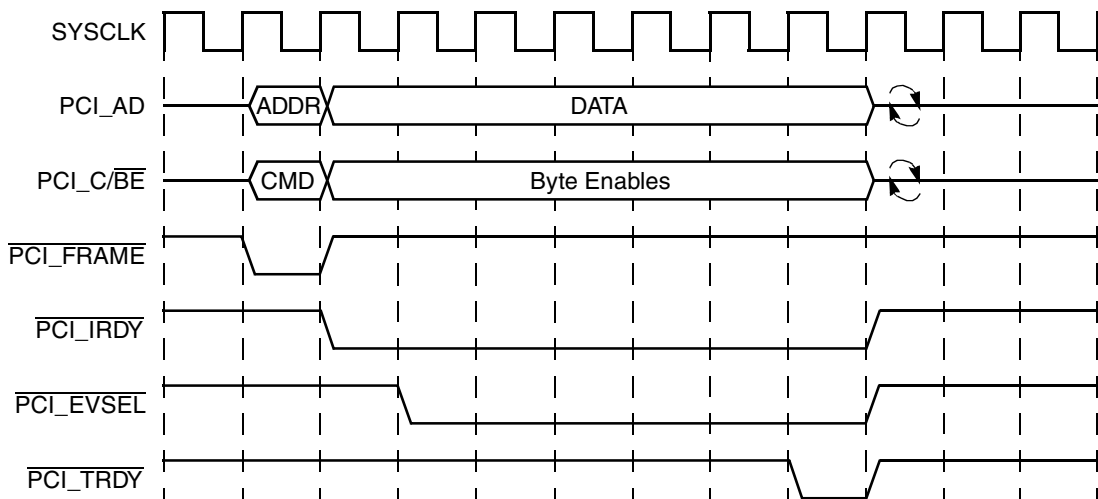 SYSCLK
PCI_AD ADDR DATA
PCI_C/BE CMD Byte Enables
PCI_FRAME
PCI_IRDY
PCI_EVSEL
PCI_TRDY